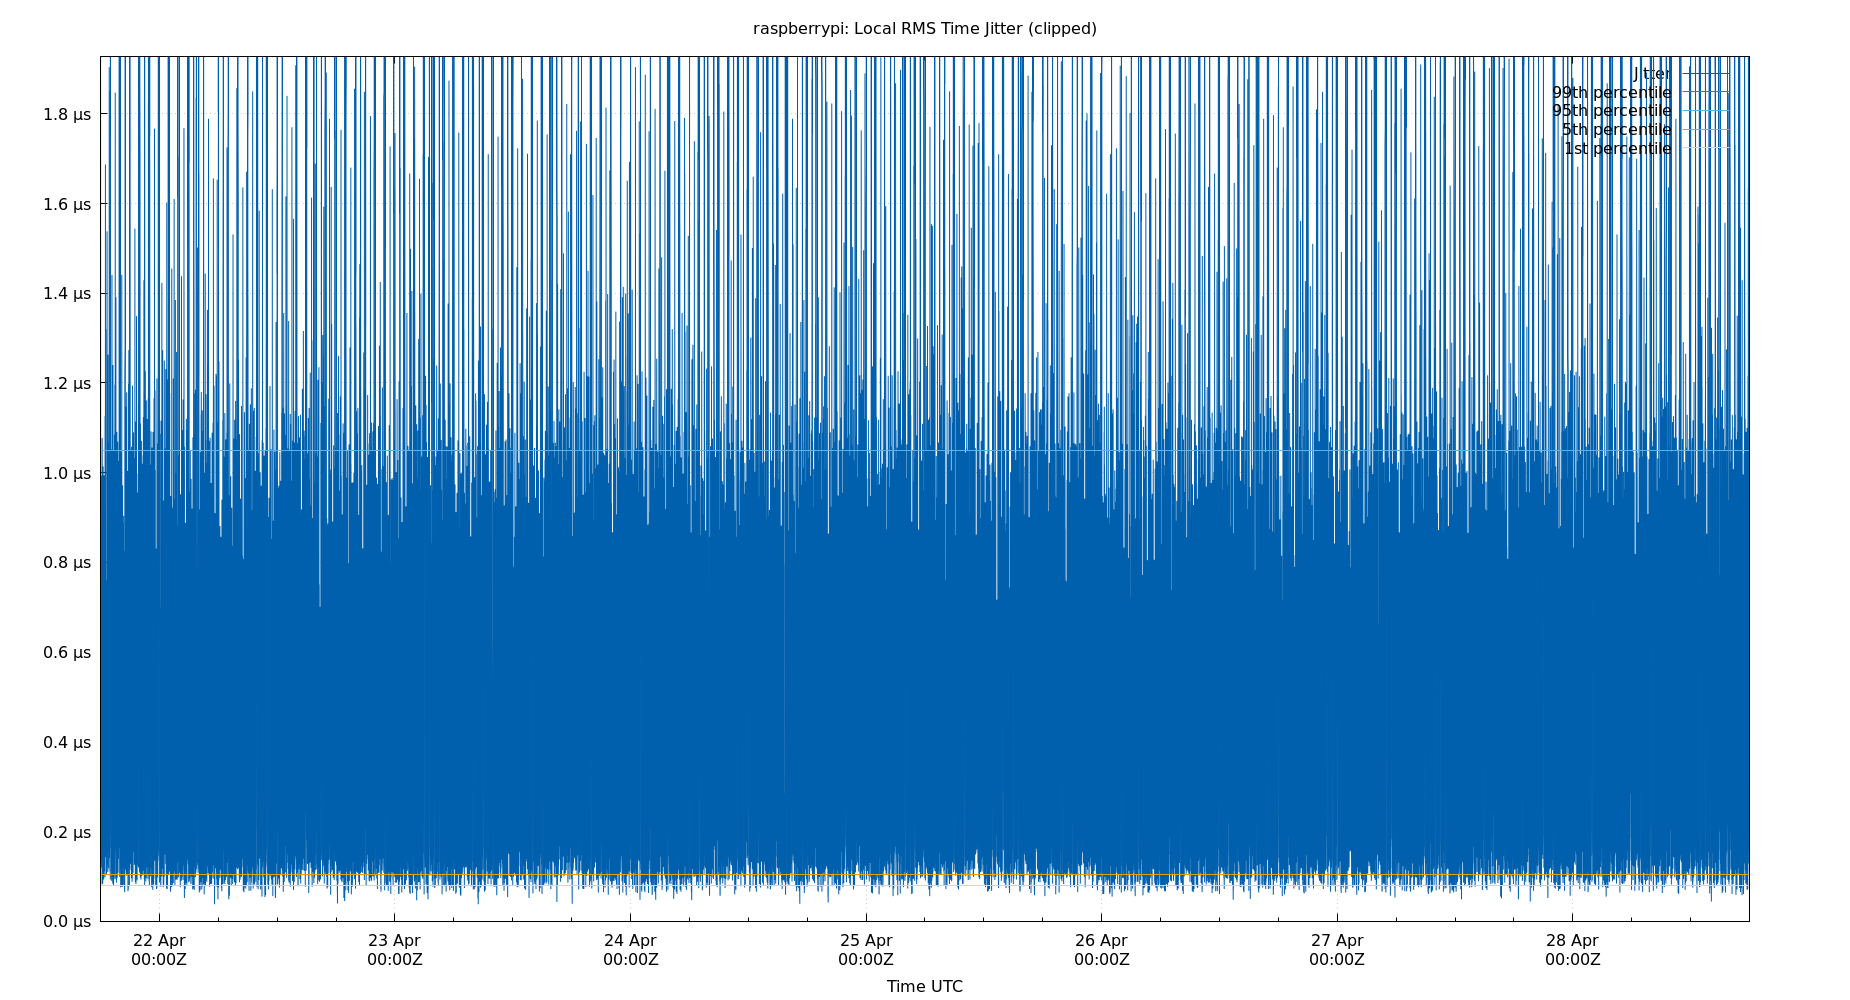 raspberrypi: Local RMS Time Jitter (clipped)
Jitter
99th percentile
95th percentile
5th percentile
1st percentile
1.8 µs
1.6 µs
1.4 µs
1.2 µs
1.0 µs
0.8 µs
0.6 µs
0.4 µs
0.2 µs
0.0 µs
22 Apr 23 Apr 24 Apr 25 Apr 26 Apr 27 Apr 28 Apr
00:00Z 00:00Z 00:00Z 00:00Z 00:00Z 00:00Z 00:00Z
Time UTC